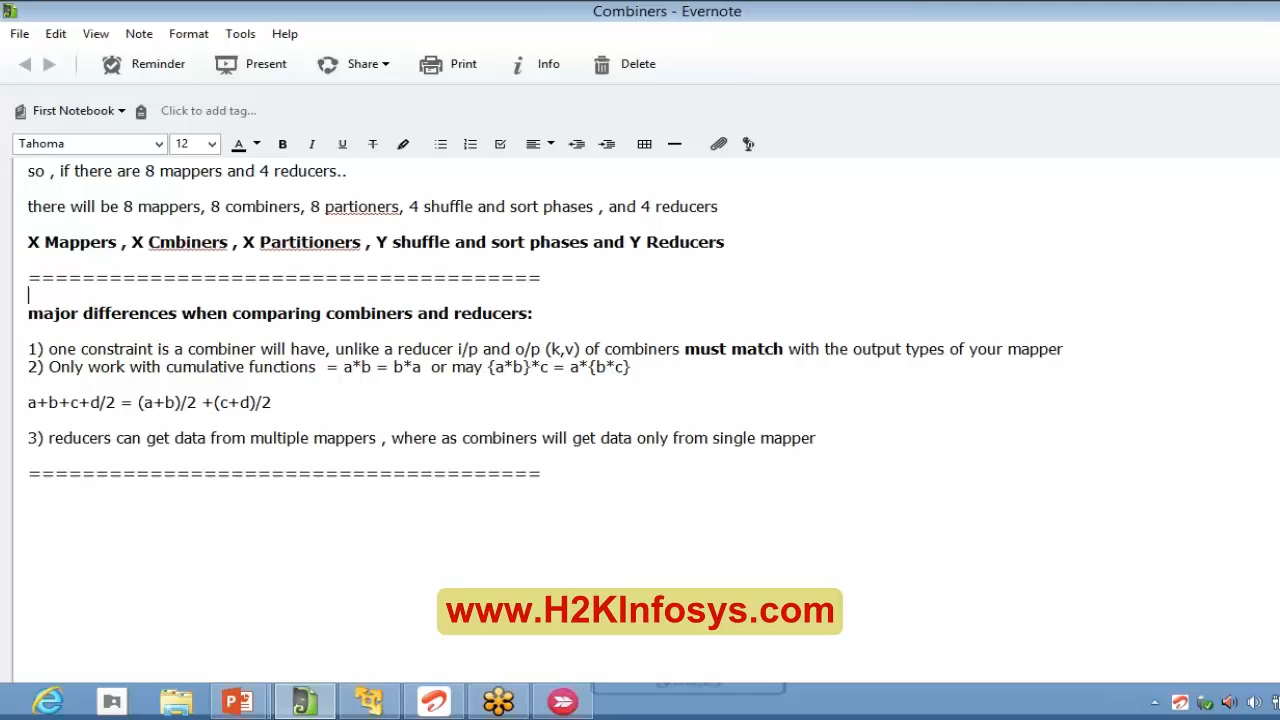 Combiners - Evernote
File Edit View Note Format Tools Help
Reminder Present Share Print Info Delete
First Notebook Click to add tag...
Tahoma 12 A B I U T
so , if there are 8 mappers and 4 reducers..
there will be 8 mappers, 8 combiners, 8 partioners, 4 shuffle and sort phases , and 4 reducers
X Mappers , X Cmbiners , X Partitioners , Y shuffle and sort phases and Y Reducers
======================================
major differences when comparing combiners and reducers:
1) one constraint is a combiner will have, unlike a reducer i/p and o/p (k,v) of combiners must match with the output types of your mapper
2) Only work with cumulative functions = a*b = b*a or may {a*b}*c = a*{b*c}
a+b+c+d/2 = (a+b)/2 +(c+d)/2
3) reducers can get data from multiple mappers , where as combiners will get data only from single mapper
======================================
www.H2KInfosys.com